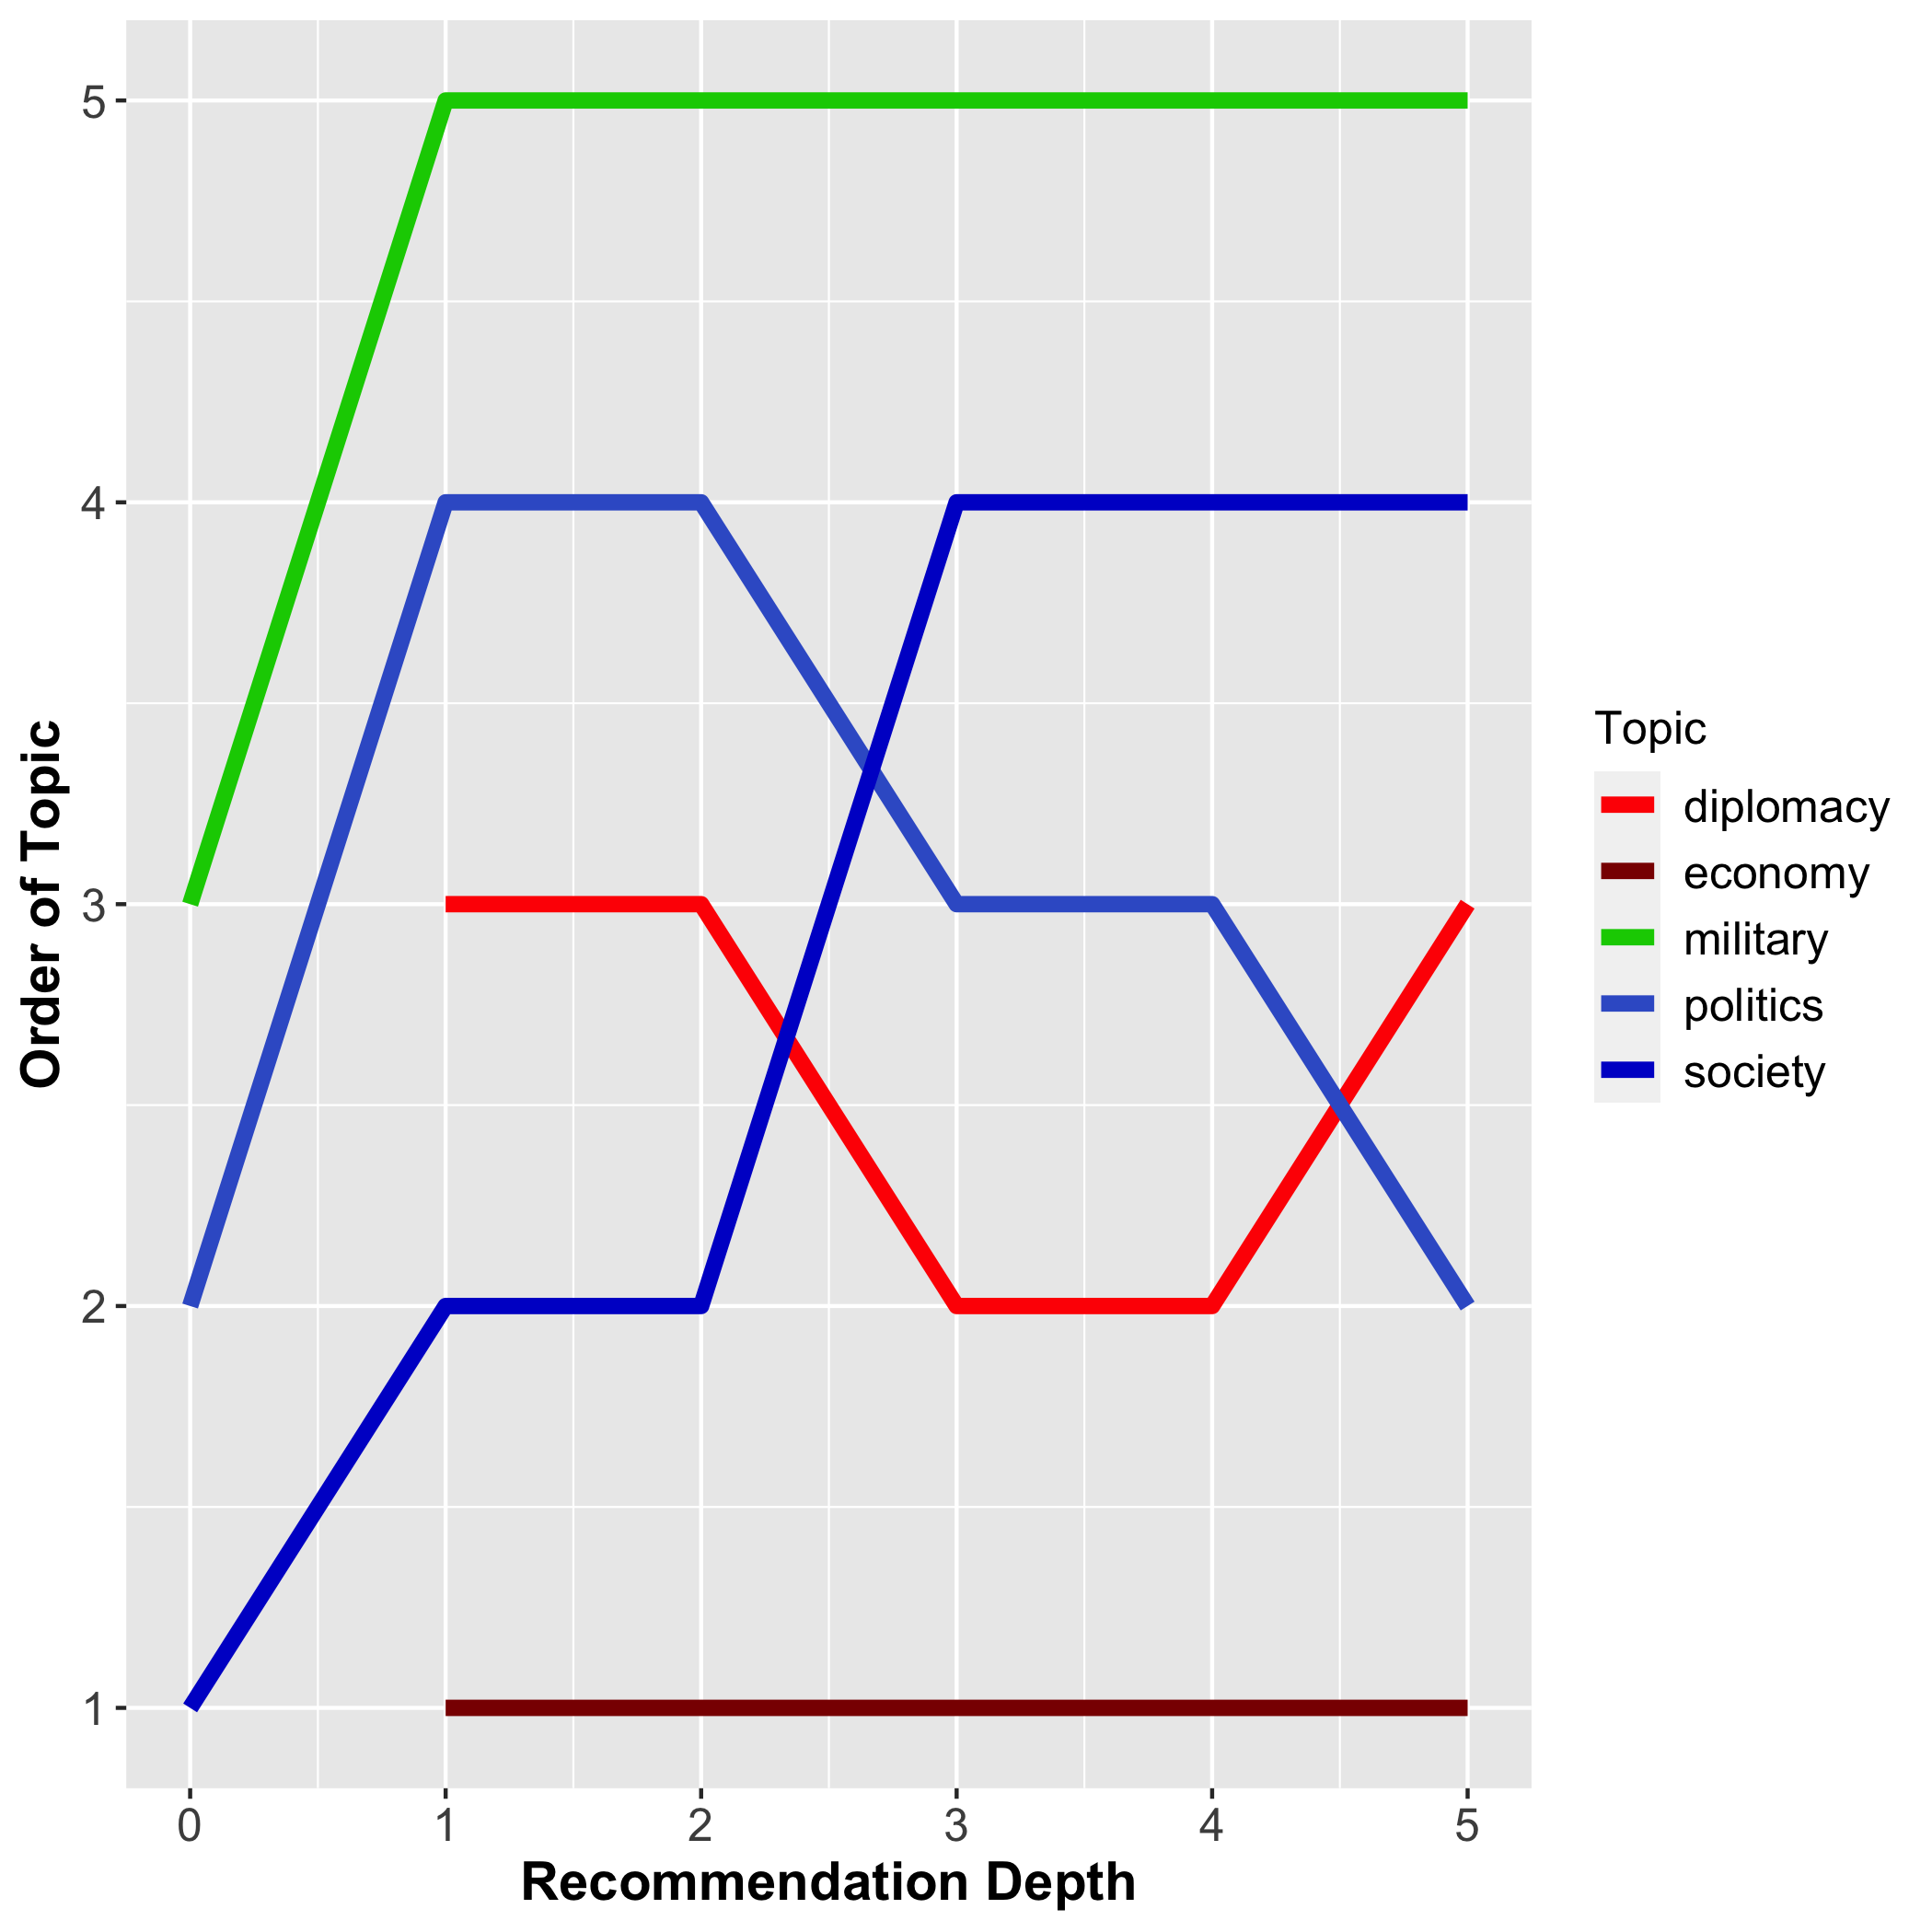 Order of Topic
5
4
3
2
1
0 1 2 3 4 5
Recommendation Depth
Topic
diplomacy
economy
military
politics
society